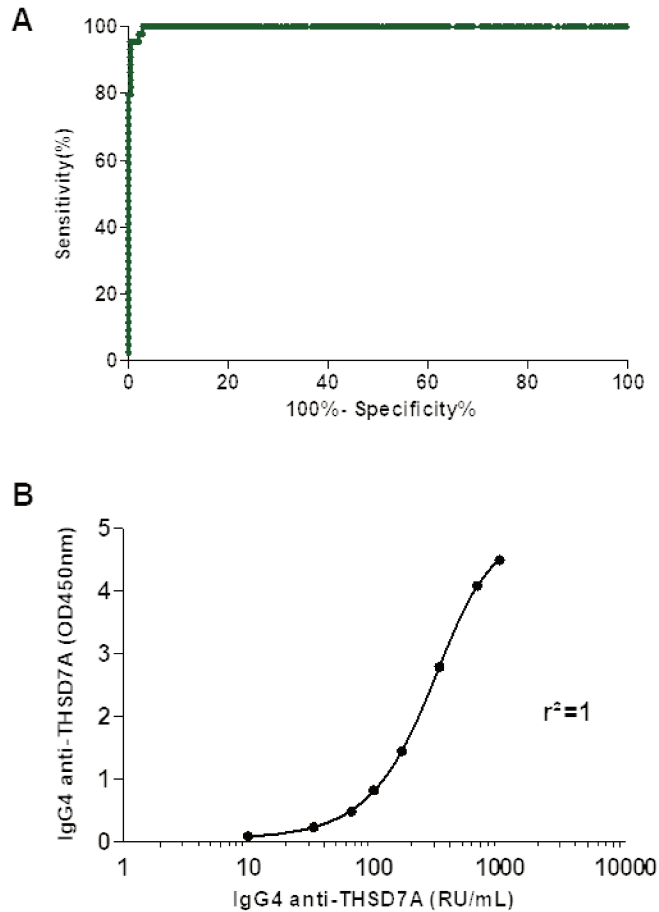 A
100
80
60
40
20
0
Sensitivity(%)
0 20 40 60 80 100
100%- Specificity%
B
5
4
3
2
1
0
IgG4 anti-THSD7A (OD450nm)
r²=1
1 10 100 1000 10000
IgG4 anti-THSD7A (RU/mL)